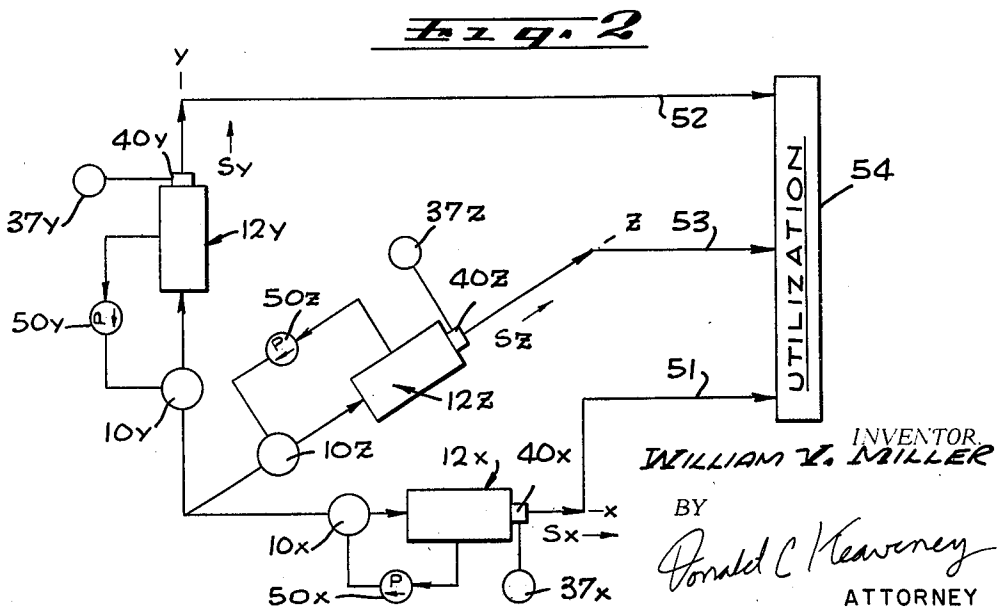 Fig. 2
Y
40Y
SY
52
37Y
12Y
54
37Z
Z
53
UTILIZATION
50Z
40Z
50Y
P
P
SZ
51
12Z
10Y
10Z
INVENTOR.
WILLIAM V. MILLER
12X
40X
X
BY
SX
10X
Donald C Keaveney
P
50X
37X
ATTORNEY